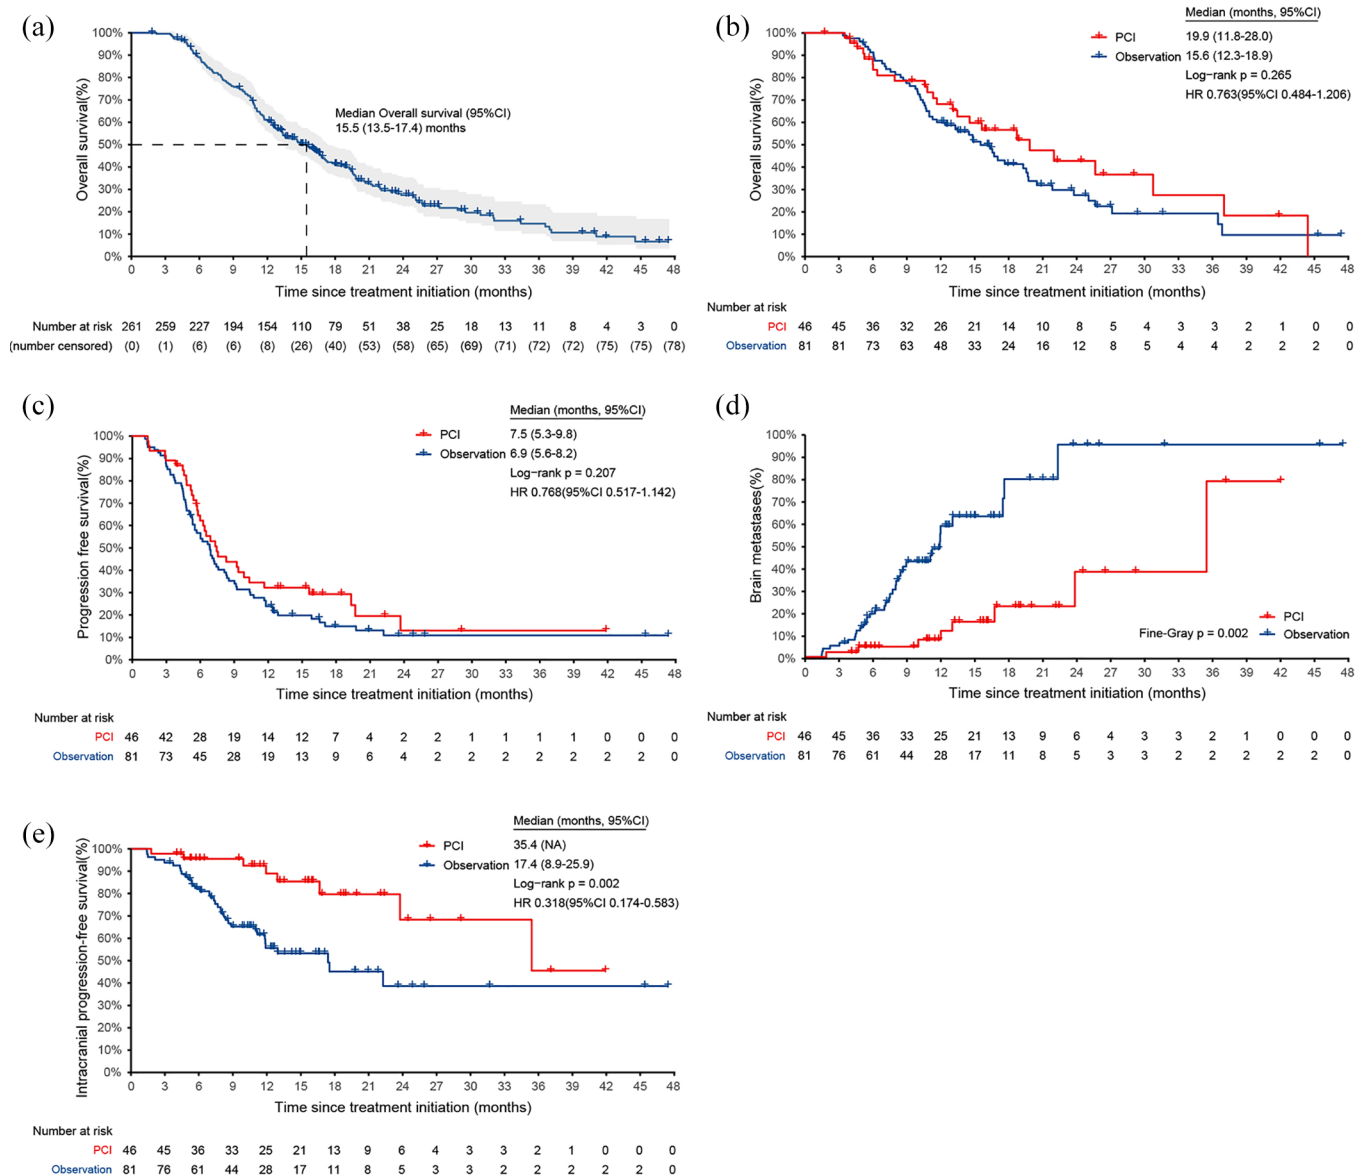 (a)
100%
90%
80%
70%
60%
50%
40%
30%
20%
10%
0%
Overall survival(%)
Median Overall survival (95%CI)
15.5 (13.5-17.4) months
0 3 6 9 12 15 18 21 24 27 30 33 36 39 42 45 48
Time since treatment initiation (months)
Number at risk 261 259 227 194 154 110 79 51 38 25 18 13 11 8 4 3 0
(number censored) (0) (1) (6) (6) (8) (26) (40) (53) (58) (65) (69) (71) (72) (72) (75) (75) (78)
(b)
Median (months, 95%CI)
PCI 19.9 (11.8-28.0)
Observation 15.6 (12.3-18.9)
Log-rank p = 0.265
HR 0.763(95%CI 0.484-1.206)
100%
90%
80%
70%
60%
50%
40%
30%
20%
10%
0%
Overall survival(%)
0 3 6 9 12 15 18 21 24 27 30 33 36 39 42 45 48
Time since treatment initiation (months)
Number at risk
PCI 46 45 36 32 26 21 14 10 8 5 4 3 3 2 1 0 0
Observation 81 81 73 63 48 33 24 16 12 8 5 4 4 2 2 2 0
(c)
Median (months, 95%CI)
PCI 7.5 (5.3-9.8)
Observation 6.9 (5.6-8.2)
Log-rank p = 0.207
HR 0.768(95%CI 0.517-1.142)
100%
90%
80%
70%
60%
50%
40%
30%
20%
10%
0%
Progression free survival(%)
0 3 6 9 12 15 18 21 24 27 30 33 36 39 42 45 48
Time since treatment initiation (months)
Number at risk
PCI 46 42 28 19 14 12 7 4 2 2 1 1 1 1 0 0 0
Observation 81 73 45 28 19 13 9 6 4 2 2 2 2 2 2 2 0
(d)
100%
90%
80%
70%
60%
50%
40%
30%
20%
10%
0%
Brain metastases(%)
PCI
Fine-Gray p = 0.002 Observation
0 3 6 9 12 15 18 21 24 27 30 33 36 39 42 45 48
Time since treatment initiation (months)
Number at risk
PCI 46 45 36 33 25 21 13 9 6 4 3 3 2 1 0 0 0
Observation 81 76 61 44 28 17 11 8 5 3 3 2 2 2 2 2 0
(e)
Median (months, 95%CI)
PCI 35.4 (NA)
Observation 17.4 (8.9-25.9)
Log-rank p = 0.002
HR 0.318(95%CI 0.174-0.583)
100%
90%
80%
70%
60%
50%
40%
30%
20%
10%
0%
Intracranial progression-free survival(%)
0 3 6 9 12 15 18 21 24 27 30 33 36 39 42 45 48
Time since treatment initiation (months)
Number at risk
PCI 46 45 36 33 25 21 13 9 6 4 3 3 2 1 0 0 0
Observation 81 76 61 44 28 17 11 8 5 3 3 2 2 2 2 2 0